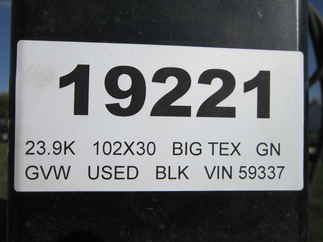 19221
23.9K 102X30 BIG TEX GN
GVW USED BLK VIN 59337